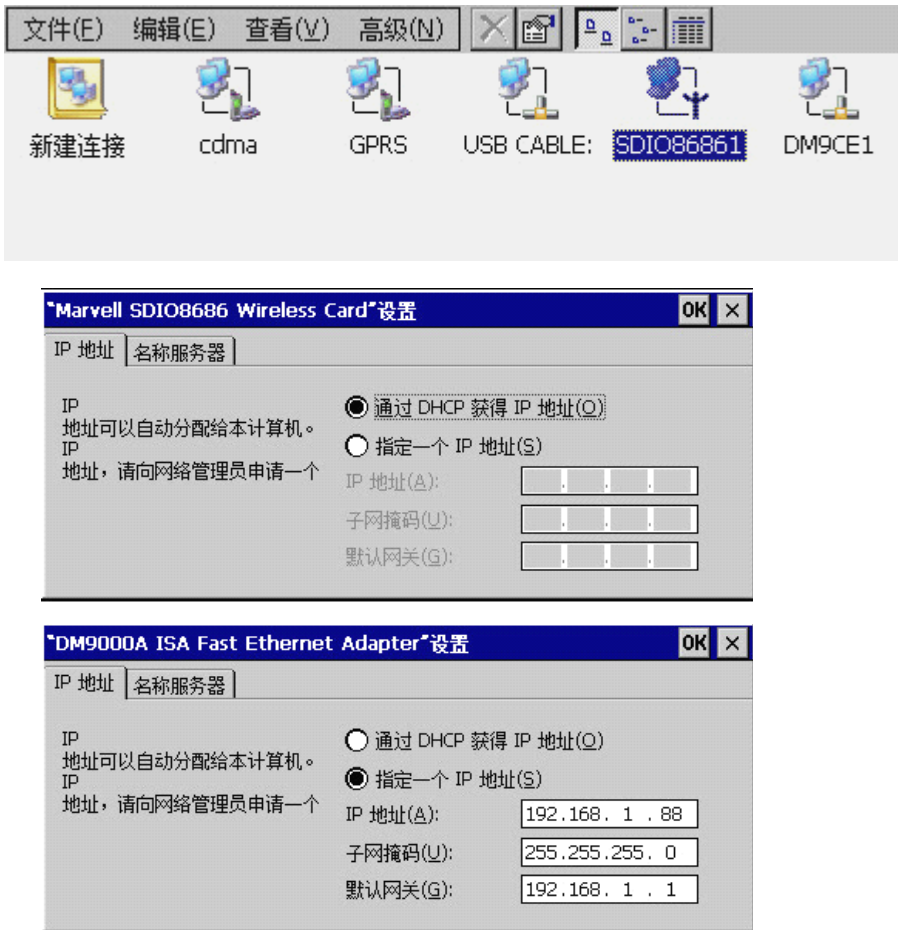 文件(F) 编辑(E) 查看(V) 高级(N)
新建连接 cdma GPRS USB CABLE: SDIO86861 DM9CE1
"Marvell SDIO8686 Wireless Card"设置 OK ×
IP 地址 名称服务器
IP
地址可以自动分配给本计算机。
IP
地址，请向网络管理员申请一个
通过 DHCP 获得 IP 地址(O)
指定一个 IP 地址(S)
IP 地址(A):
子网掩码(U):
默认网关(G):
"DM9000A ISA Fast Ethernet Adapter"设置 OK ×
IP 地址 名称服务器
IP
地址可以自动分配给本计算机。
IP
地址，请向网络管理员申请一个
通过 DHCP 获得 IP 地址(O)
指定一个 IP 地址(S)
IP 地址(A): 192.168. 1 . 88
子网掩码(U): 255.255.255. 0
默认网关(G): 192.168. 1 . 1